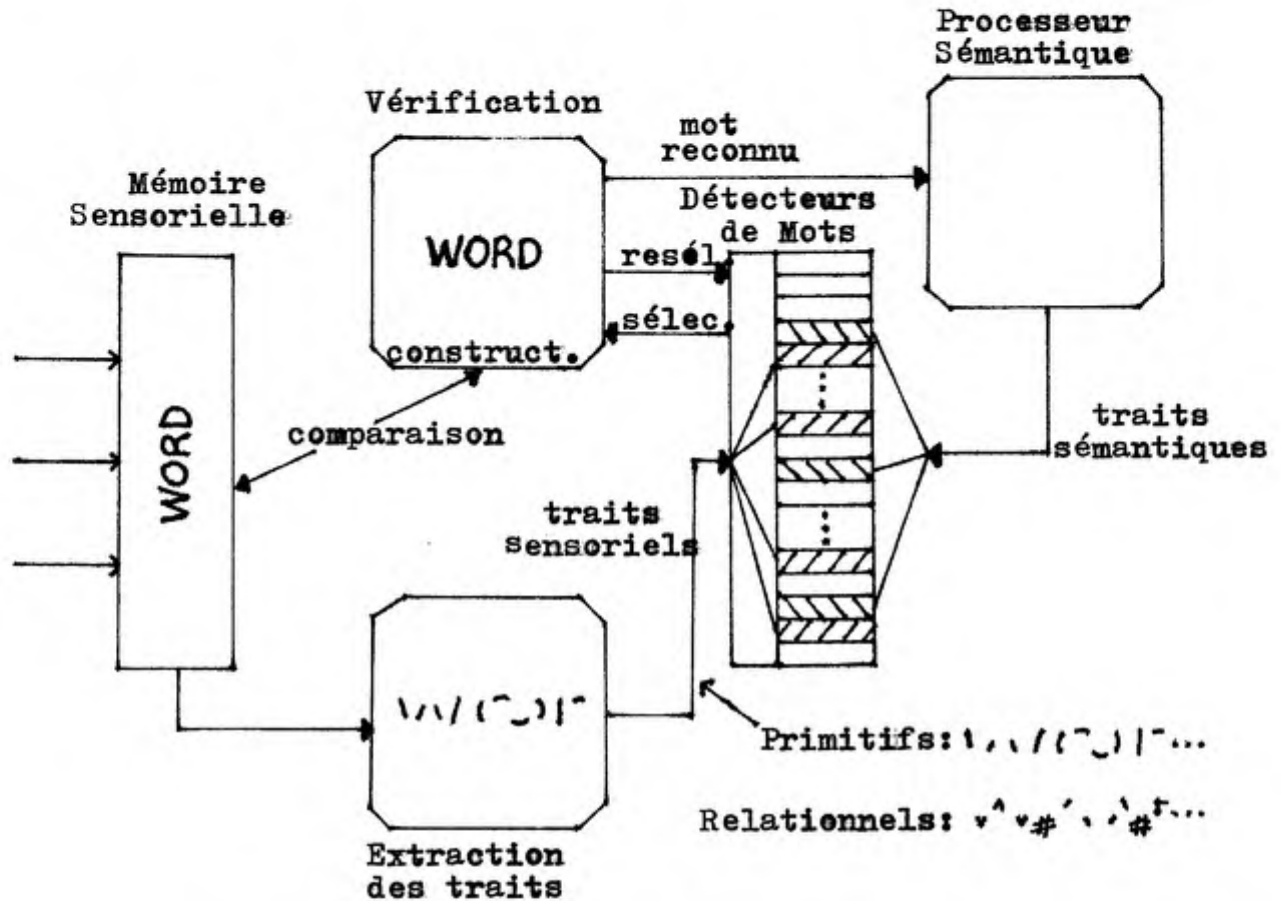 Processeur
Sémantique
Vérification
mot
reconnu
Mémoire
Sensorielle
Détecteurs
de Mots
WORD
resél
sélec
construct.
WORD
comparaison
traits
sémantiques
traits
sensoriels
Primitifs:
Relationnels:
Extraction
des traits